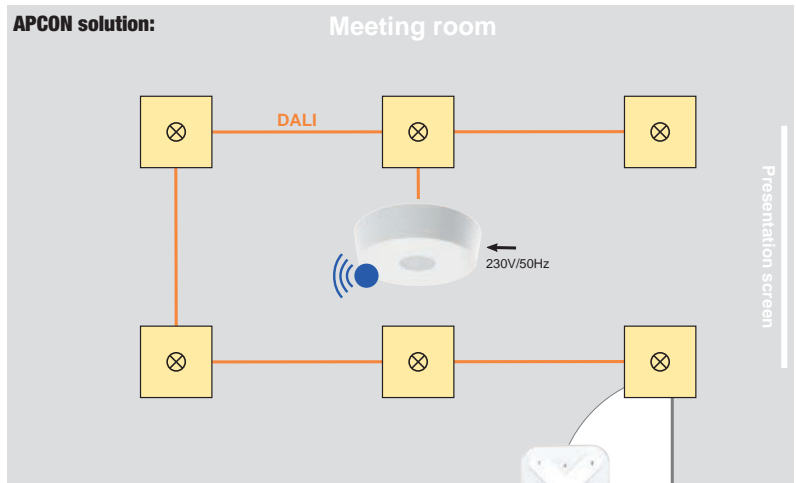 APCON solution:
Meeting room
DALI
230V/50Hz
Presentation screen